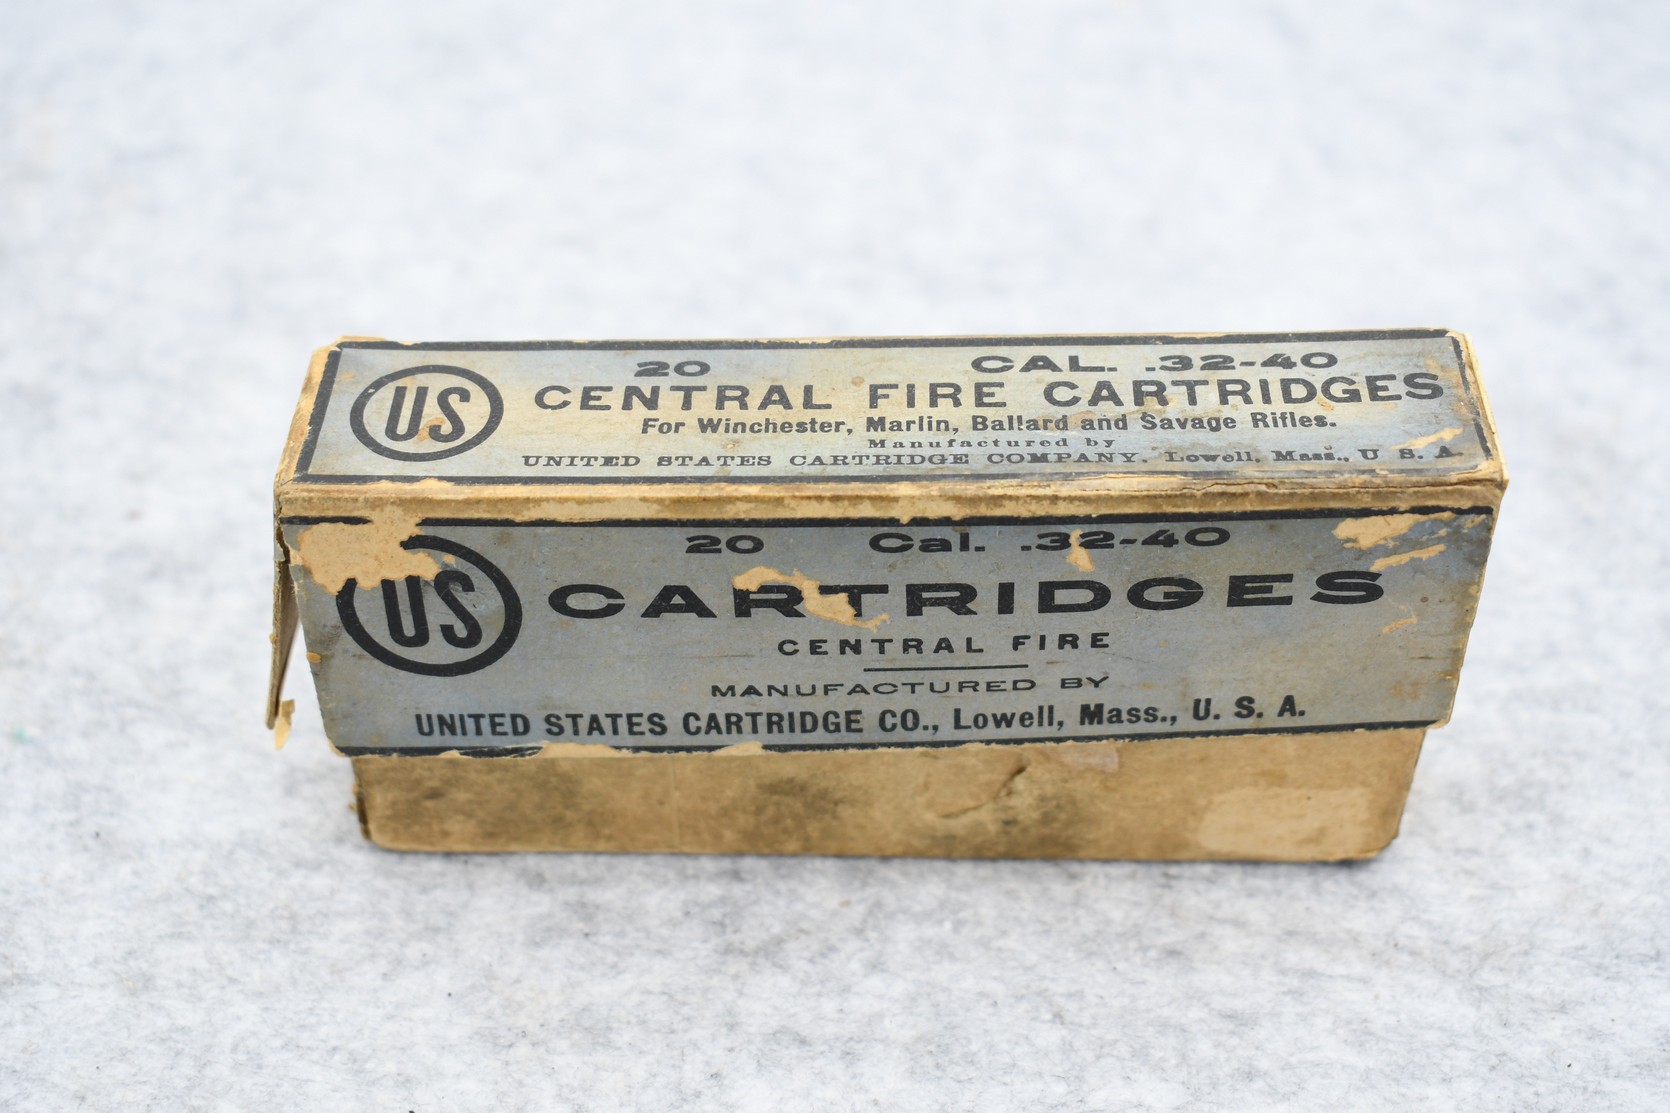 US
20 CAL. .32-40
CENTRAL FIRE CARTRIDGES
For Winchester, Marlin, Ballard and Savage Rifles.
Manufactured by
UNITED STATES CARTRIDGE COMPANY. Lowell, Mass., U. S. A.
US
20 Cal. .32-40
CARTRIDGES
CENTRAL FIRE
MANUFACTURED BY
UNITED STATES CARTRIDGE CO., Lowell, Mass., U. S. A.